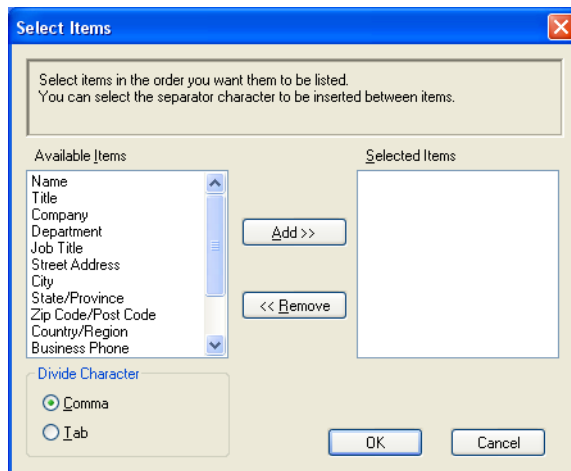 Select Items
Select items in the order you want them to be listed.
You can select the separator character to be inserted between items.
Available Items
Selected Items
Name
Title
Company
Department
Job Title
Street Address
City
State/Province
Zip Code/Post Code
Country/Region
Business Phone
Add >>
<< Remove
Divide Character
Comma
Tab
OK
Cancel